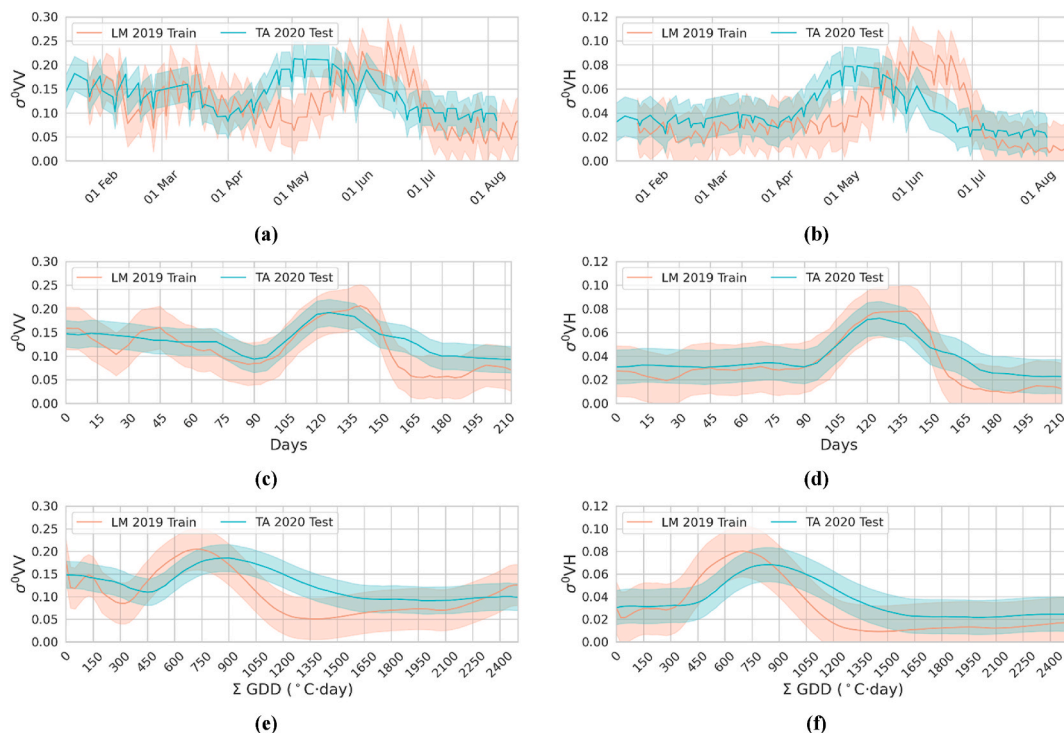 LM 2019 Train TA 2020 Test
0.30
0.25
0.20
0.15
0.10
0.05
0.00
σ⁰VV
01 Feb 01 Mar 01 Apr 01 May 01 Jun 01 Jul 01 Aug
(a)
LM 2019 Train TA 2020 Test
0.12
0.10
0.08
0.06
0.04
0.02
0.00
σ⁰VH
01 Feb 01 Mar 01 Apr 01 May 01 Jun 01 Jul 01 Aug
(b)
LM 2019 Train TA 2020 Test
0.30
0.25
0.20
0.15
0.10
0.05
0.00
σ⁰VV
0 15 30 45 60 75 90 105 120 135 150 165 180 195 210
Days
(c)
LM 2019 Train TA 2020 Test
0.12
0.10
0.08
0.06
0.04
0.02
0.00
σ⁰VH
0 15 30 45 60 75 90 105 120 135 150 165 180 195 210
Days
(d)
LM 2019 Train TA 2020 Test
0.30
0.25
0.20
0.15
0.10
0.05
0.00
σ⁰VV
0 150 300 450 600 750 900 1050 1200 1350 1500 1650 1800 1950 2100 2250 2400
Σ GDD (°C·day)
(e)
LM 2019 Train TA 2020 Test
0.12
0.10
0.08
0.06
0.04
0.02
0.00
σ⁰VH
0 150 300 450 600 750 900 1050 1200 1350 1500 1650 1800 1950 2100 2250 2400
Σ GDD (°C·day)
(f)